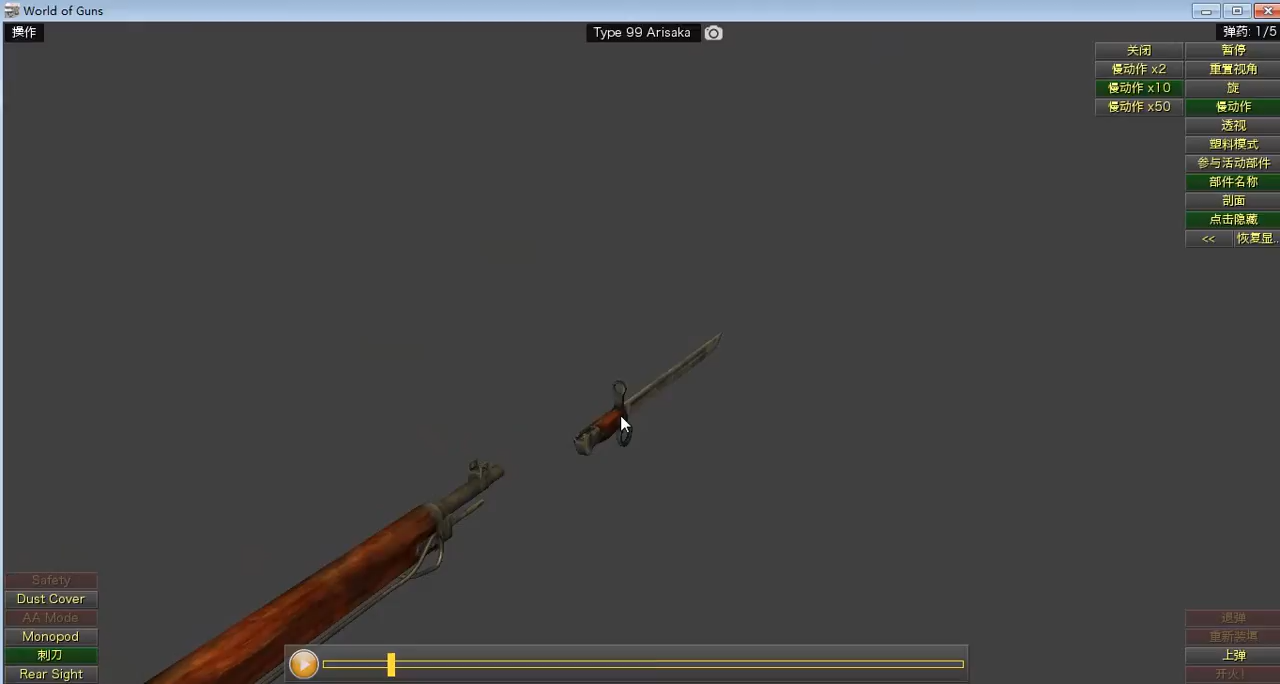 World of Guns
操作
Type 99 Arisaka
弹药: 1/5
关闭
慢动作 x2
慢动作 x10
慢动作 x50
暂停
重置视角
旋
慢动作
透视
塑料模式
参与活动部件
部件名称
剖面
点击隐藏
<<
恢复显..
Safety
Dust Cover
AA Mode
Monopod
刺刀
Rear Sight
退弹
重新装填
上弹
开火!